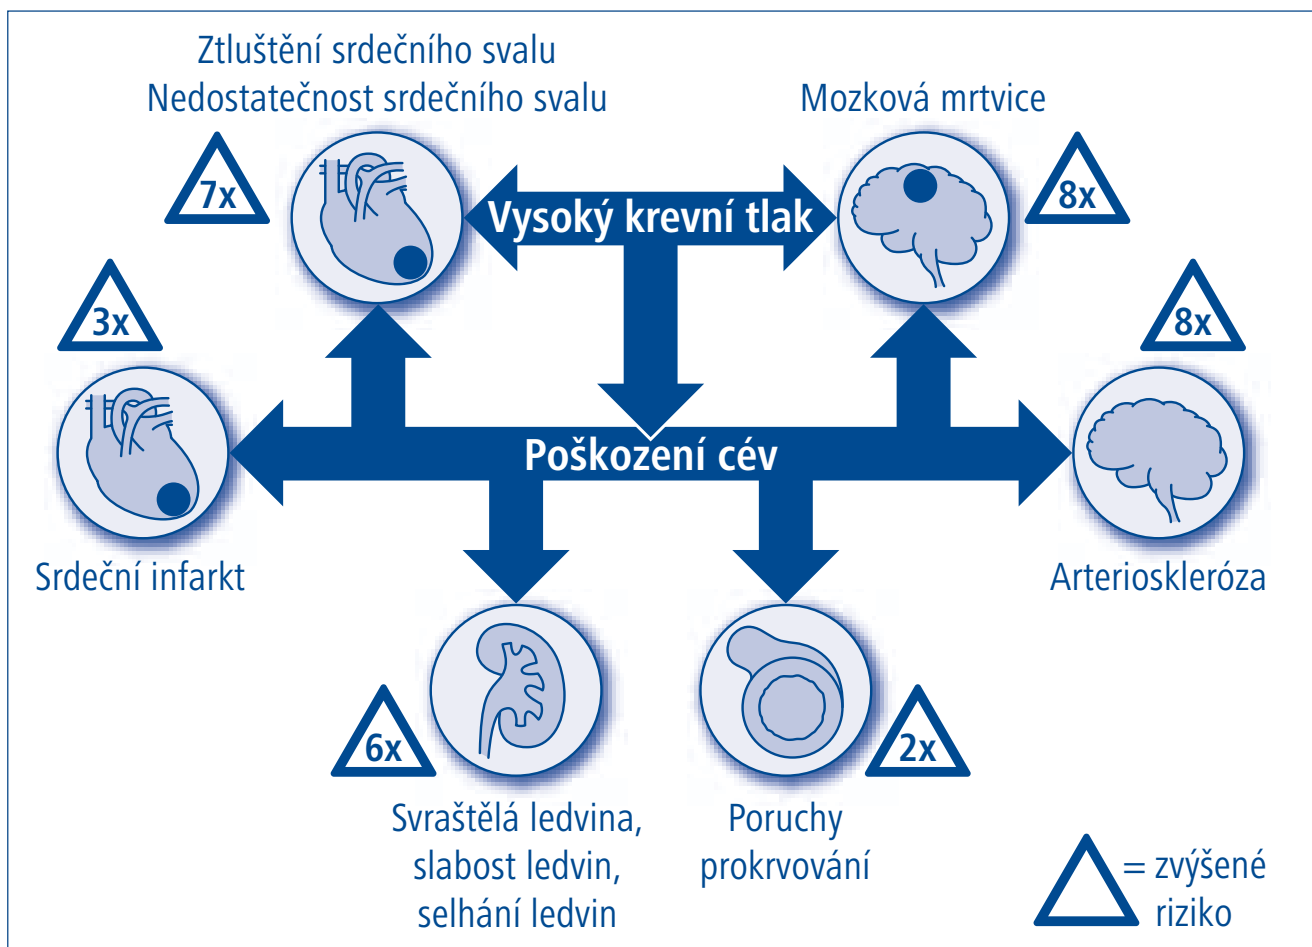 Ztluštění srdečního svalu
Nedostatečnost srdečního svalu
Mozková mrtvice
7x
8x
Vysoký krevní tlak
3x
8x
Poškození cév
Srdeční infarkt
Arterioskleróza
6x
2x
Svraštělá ledvina,
slabost ledvin,
selhání ledvin
Poruchy
prokrvování
= zvýšené
riziko